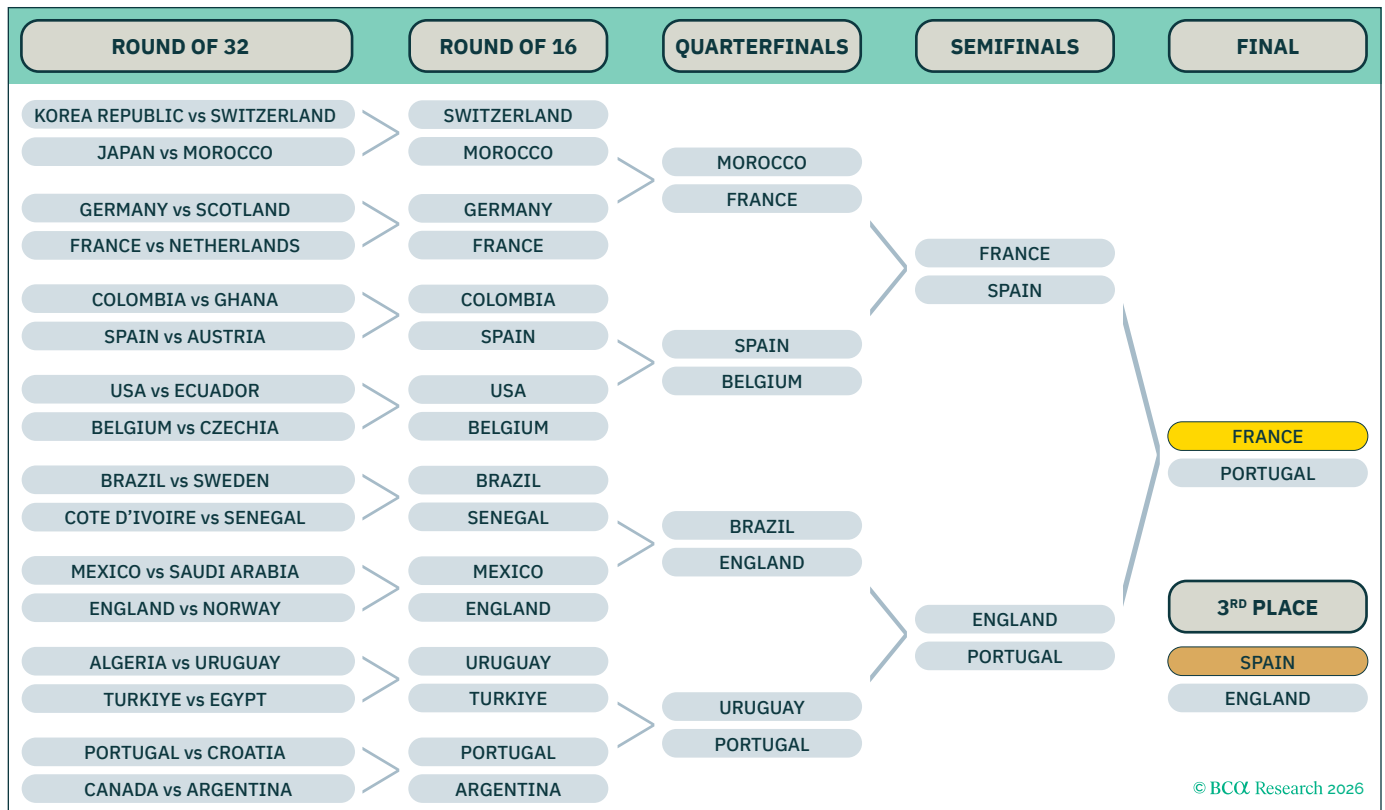 ROUND OF 32
ROUND OF 16
QUARTERFINALS
SEMIFINALS
FINAL
KOREA REPUBLIC vs SWITZERLAND
JAPAN vs MOROCCO
GERMANY vs SCOTLAND
FRANCE vs NETHERLANDS
COLOMBIA vs GHANA
SPAIN vs AUSTRIA
USA vs ECUADOR
BELGIUM vs CZECHIA
BRAZIL vs SWEDEN
COTE D’IVOIRE vs SENEGAL
MEXICO vs SAUDI ARABIA
ENGLAND vs NORWAY
ALGERIA vs URUGUAY
TURKIYE vs EGYPT
PORTUGAL vs CROATIA
CANADA vs ARGENTINA
SWITZERLAND
MOROCCO
GERMANY
FRANCE
COLOMBIA
SPAIN
USA
BELGIUM
BRAZIL
SENEGAL
MEXICO
ENGLAND
URUGUAY
TURKIYE
PORTUGAL
ARGENTINA
MOROCCO
FRANCE
SPAIN
BELGIUM
BRAZIL
ENGLAND
URUGUAY
PORTUGAL
FRANCE
SPAIN
ENGLAND
PORTUGAL
FRANCE
PORTUGAL
3RD PLACE
SPAIN
ENGLAND
© BCα Research 2026